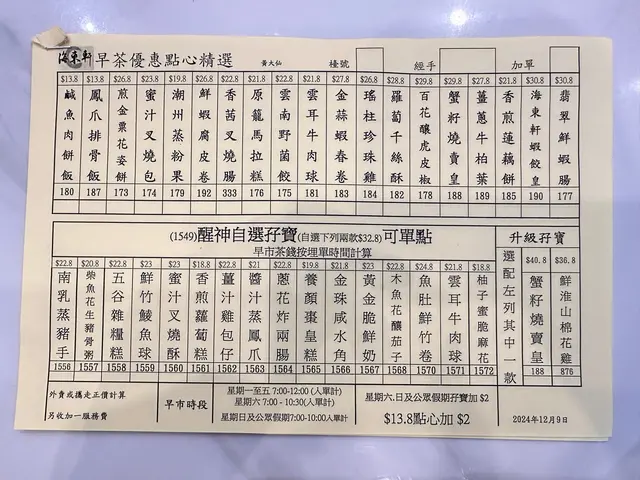 海東軒 早茶優惠點心精選 黃大仙 檯號 經手 加單
$13.8 鹹魚肉餅飯 180
$13.8 鳳爪排骨飯 187
$26.8 煎金粟花姿餅 173
$23.8 蜜汁叉燒包 174
$19.8 潮州蒸粉果 179
$26.8 鮮蝦腐皮卷 192
$22.8 香茜叉燒腸 333
$22.8 原籠馬拉糕 176
$22.8 雲南野菌餃 175
$21.8 雲耳牛肉球 181
$27.8 金蒜蝦春卷 183
$26.8 瑤柱珍珠雞 184
$28.8 羅蔔千絲酥 182
$29.8 百花釀虎皮椒 178
$29.8 蟹籽燒賣皇 188
$29.8 薑蔥牛柏葉 189
$21.8 香煎蓮藕餅 185
$30.8 海東軒蝦餃皇 190
$30.8 翡翠鮮蝦腸 177
(1549)醒神自選孖寶(自選下列兩款$32.8)可單點
早市茶錢按埋單時間計算
$22.8 南乳蒸豬手 1556
$20.8 柴魚花生豬骨粥 1557
$22.8 五谷雜糧糕 1558
$24.8 鮮竹鯪魚球 1559
$23.8 蜜汁叉燒酥 1560
$18.8 香煎蘿蔔糕 1561
$22.8 薑汁雞包仔 1562
$21 醬汁蒸鳳爪 1563
$22.8 蔥花炸兩腸 1564
$19.8 養顏皇糕 1565
$21.8 金珠咸水角 1566
$23.8 黃金脆鮮奶 1567
$22.8 木魚花釀茄子 1568
$24.8 魚肚鮮竹卷 1570
$21.8 雲耳牛肉球 1571
$18.8 柚子蜜脆麻花 1572
升級孖寶
選配左列其中一款
$40.8 蟹籽燒賣皇 188
$36.8 鮮淮山棉花雞 876
外賣或攜走正價計算
另收加一服務費
早市時段
星期一至五 7:00-12:00 (入單計)
星期六 7:00 - 10:30(入單計)
星期日及公眾假期7:00-10:00入單計
星期六.日及公眾假期孖寶加 $2
$13.8點心加 $2
2024年12月9日